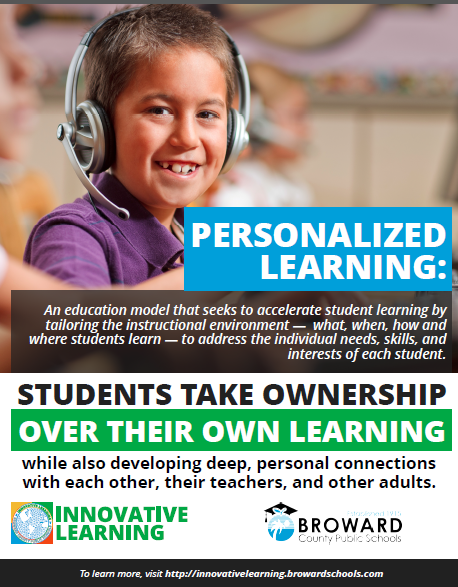 PERSONALIZED
LEARNING:
An education model that seeks to accelerate student learning by
tailoring the instructional environment — what, when, how and
where students learn — to address the individual needs, skills, and
interests of each student.
STUDENTS TAKE OWNERSHIP
OVER THEIR OWN LEARNING
while also developing deep, personal connections
with each other, their teachers, and other adults.
INNOVATIVE
LEARNING
Established 1915
BROWARD
County Public Schools
To learn more, visit http://innovativelearning.browardschools.com